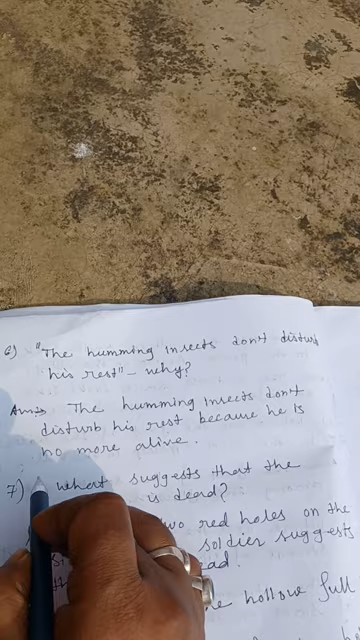 6) "The humming insects don't disturb
his rest" - why?
Ans:- The humming insects don't
disturb his rest because he is
no more alive.
7) What suggests that the
is dead?
two red holes on the
soldier suggests
hollow full